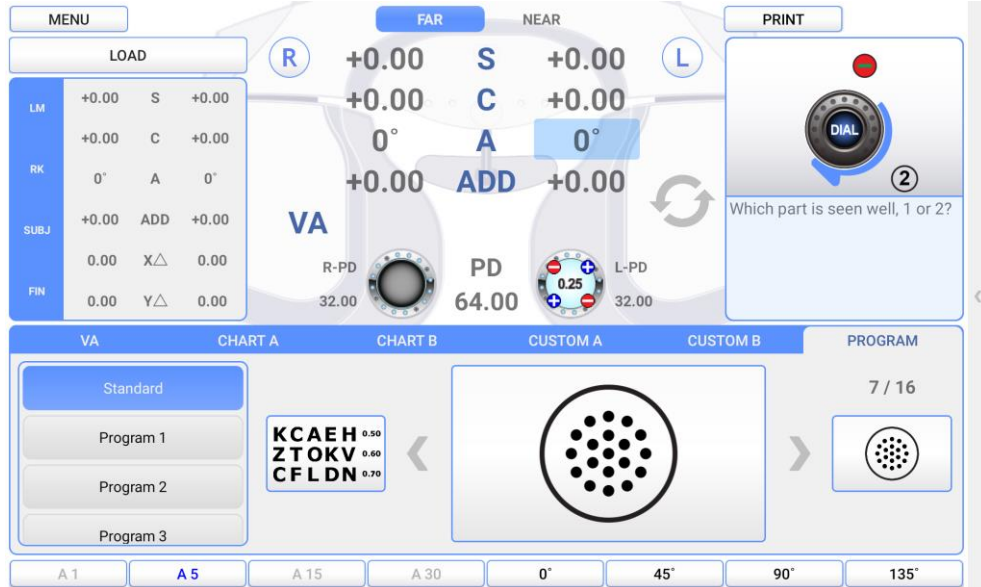 MENU
FAR
NEAR
PRINT
LOAD
R
+0.00 S +0.00
L
LM
+0.00 S +0.00
+0.00 C +0.00
+0.00 C +0.00
DIAL
0° A 0°
RK
0° A 0°
2
+0.00 ADD +0.00
SUBJ
+0.00 ADD +0.00
VA
Which part is seen well, 1 or 2?
0.00 X△ 0.00
R-PD
PD
0.25
L-PD
FIN
0.00 Y△ 0.00
32.00
64.00
32.00
VA
CHART A
CHART B
CUSTOM A
CUSTOM B
PROGRAM
Standard
7 / 16
Program 1
KCAEH 0.50
ZTOKV 0.60
CFLDN 0.70
Program 2
Program 3
A 1
A 5
A 15
A 30
0°
45°
90°
135°